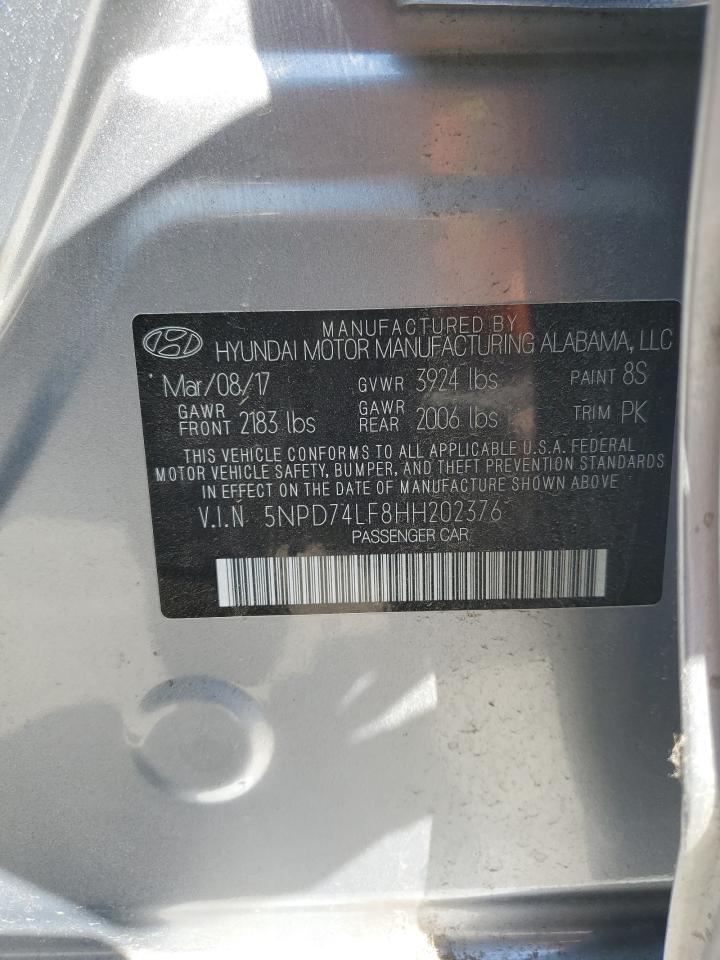 MANUFACTURED BY
HYUNDAI MOTOR MANUFACTURING ALABAMA, LLC
Mar/08/17 GVWR 3924 lbs PAINT 8S
GAWR FRONT 2183 lbs GAWR REAR 2006 lbs TRIM PK
THIS VEHICLE CONFORMS TO ALL APPLICABLE U.S.A. FEDERAL
MOTOR VEHICLE SAFETY, BUMPER, AND THEFT PREVENTION STANDARDS
IN EFFECT ON THE DATE OF MANUFACTURE SHOWN ABOVE
V.I.N 5NPD74LF8HH202376
PASSENGER CAR